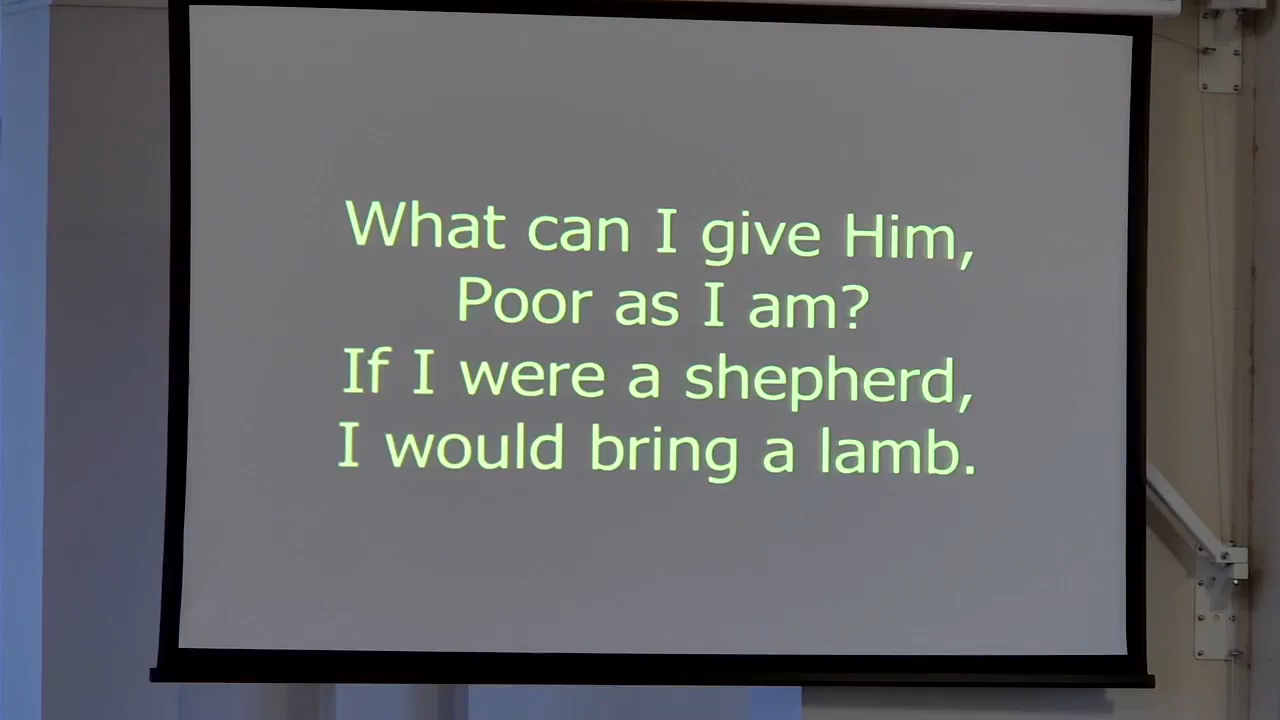 What can I give Him,
Poor as I am?
If I were a shepherd,
I would bring a lamb.